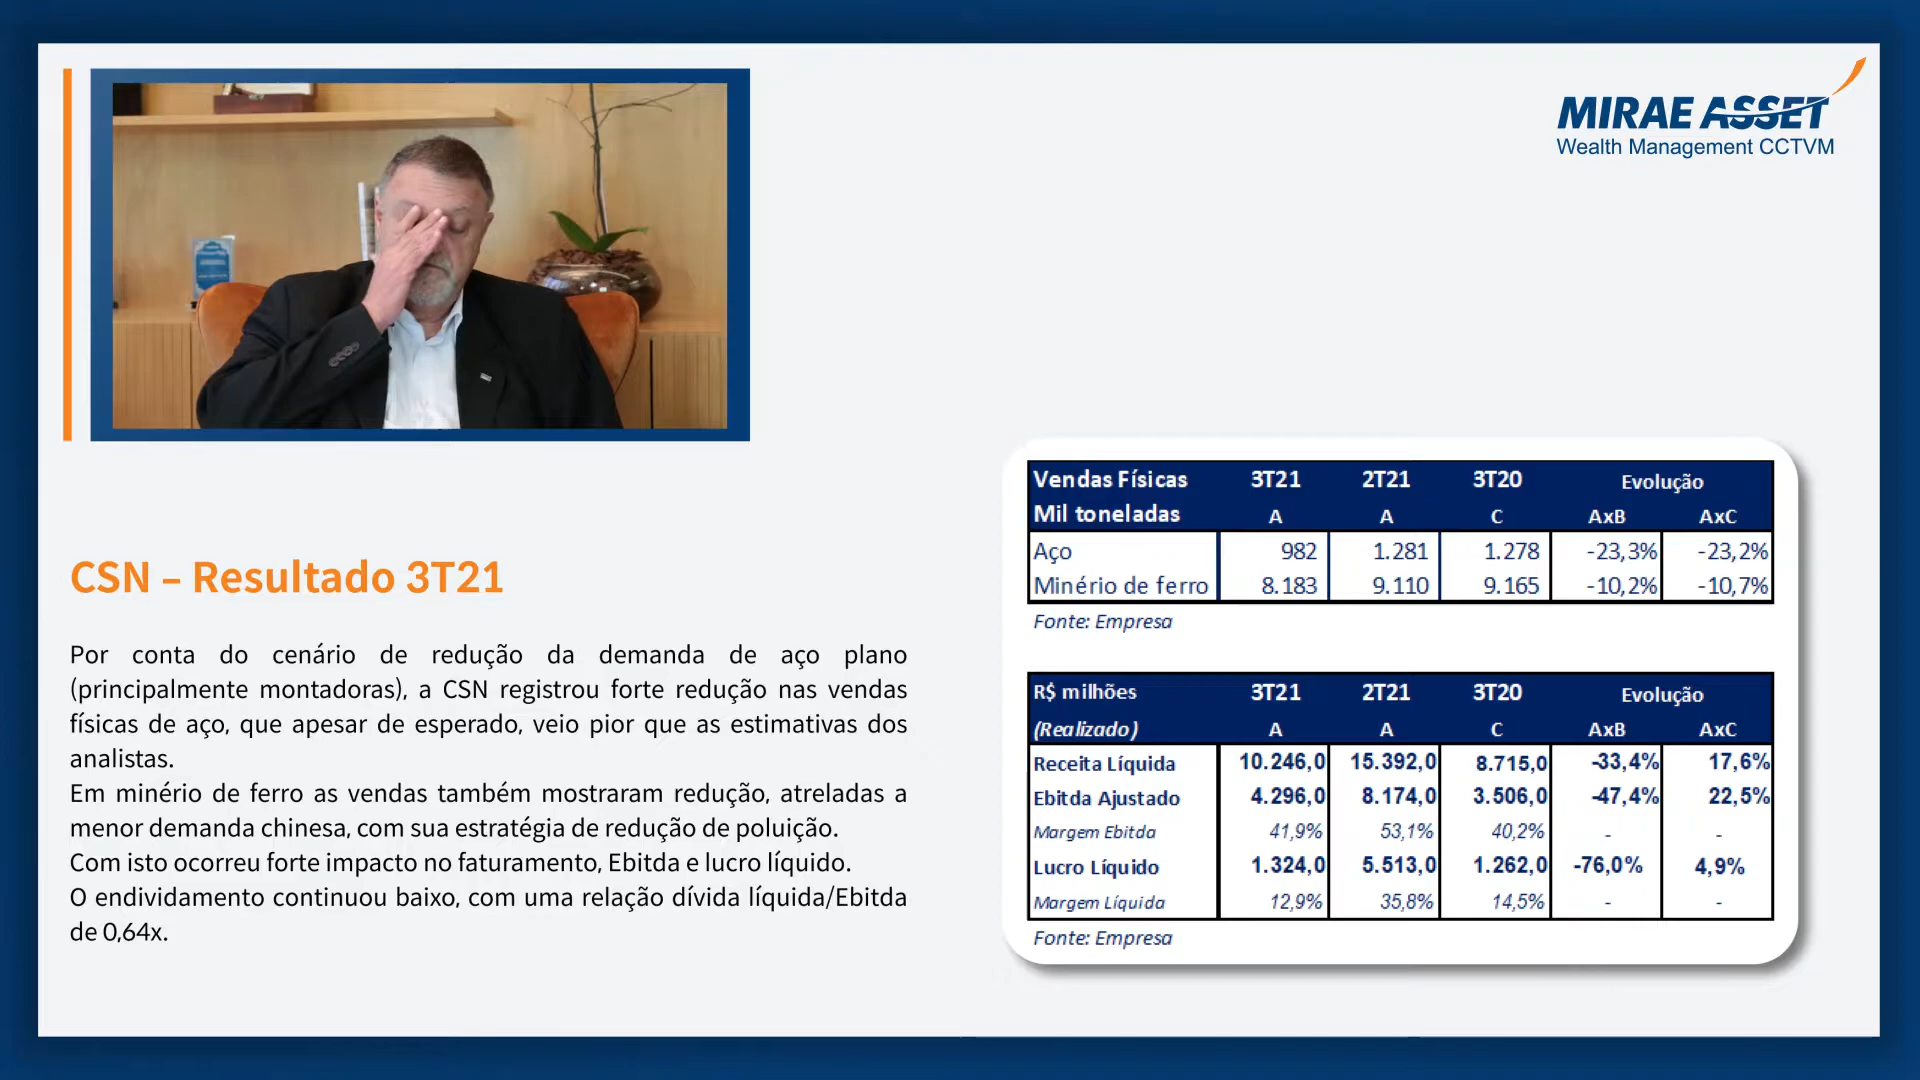 MIRAE ASSET
Wealth Management CCTVM
CSN – Resultado 3T21
Por conta do cenário de redução da demanda de aço plano
(principalmente montadoras), a CSN registrou forte redução nas vendas
físicas de aço, que apesar de esperado, veio pior que as estimativas dos
analistas.
Em minério de ferro as vendas também mostraram redução, atreladas a
menor demanda chinesa, com sua estratégia de redução de poluição.
Com isto ocorreu forte impacto no faturamento, Ebitda e lucro líquido.
O endividamento continuou baixo, com uma relação dívida líquida/Ebitda
de 0,64x.
Vendas Físicas 3T21 2T21 3T20 Evolução
Mil toneladas A A C AxB AxC
Aço 982 1.281 1.278 -23,3% -23,2%
Minério de ferro 8.183 9.110 9.165 -10,2% -10,7%
Fonte: Empresa
R$ milhões 3T21 2T21 3T20 Evolução
(Realizado) A A C AxB AxC
Receita Líquida 10.246,0 15.392,0 8.715,0 -33,4% 17,6%
Ebitda Ajustado 4.296,0 8.174,0 3.506,0 -47,4% 22,5%
Margem Ebitda 41,9% 53,1% 40,2% - -
Lucro Líquido 1.324,0 5.513,0 1.262,0 -76,0% 4,9%
Margem Líquida 12,9% 35,8% 14,5% - -
Fonte: Empresa